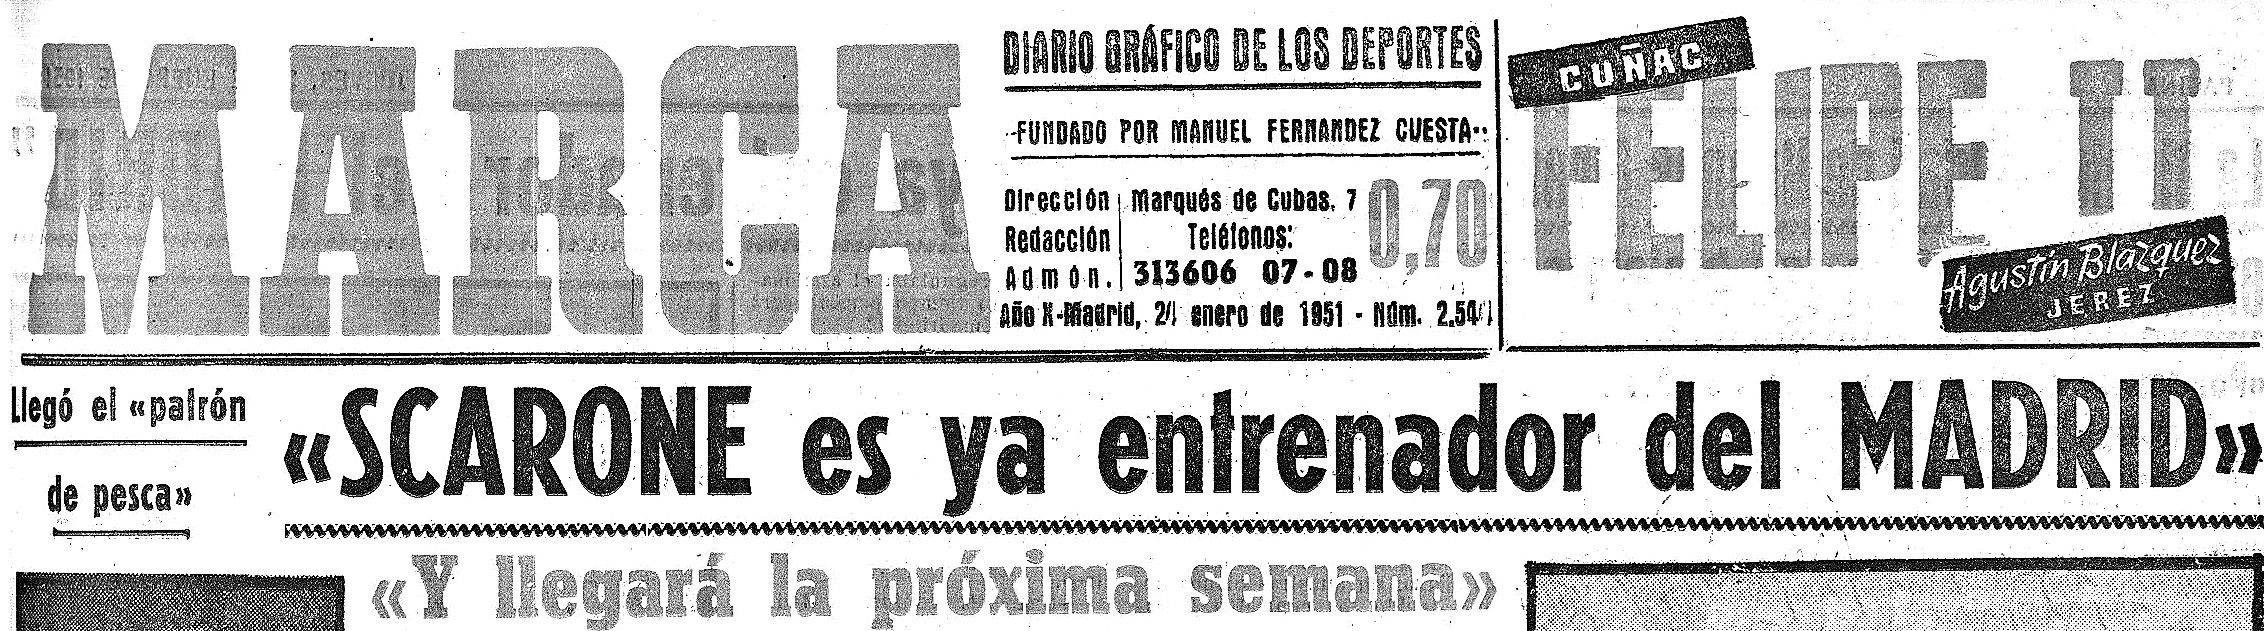 MARCA
DIARIO GRÁFICO DE LOS DEPORTES
-FUNDADO POR MANUEL FERNANDEZ CUESTA-
Dirección
Redacción
Admón.
Marqués de Cubas, 7
Teléfonos:
313606 07-08
0,70
Año X-Madrid, 24 enero de 1951 - Núm.
CUÑAC
FELIPE II
Agustín Blázquez
JEREZ
Llegó el «patrón
de pesca»
«SCARONE es ya entrenador del MADRID»
«Y llegará la próxima semana»